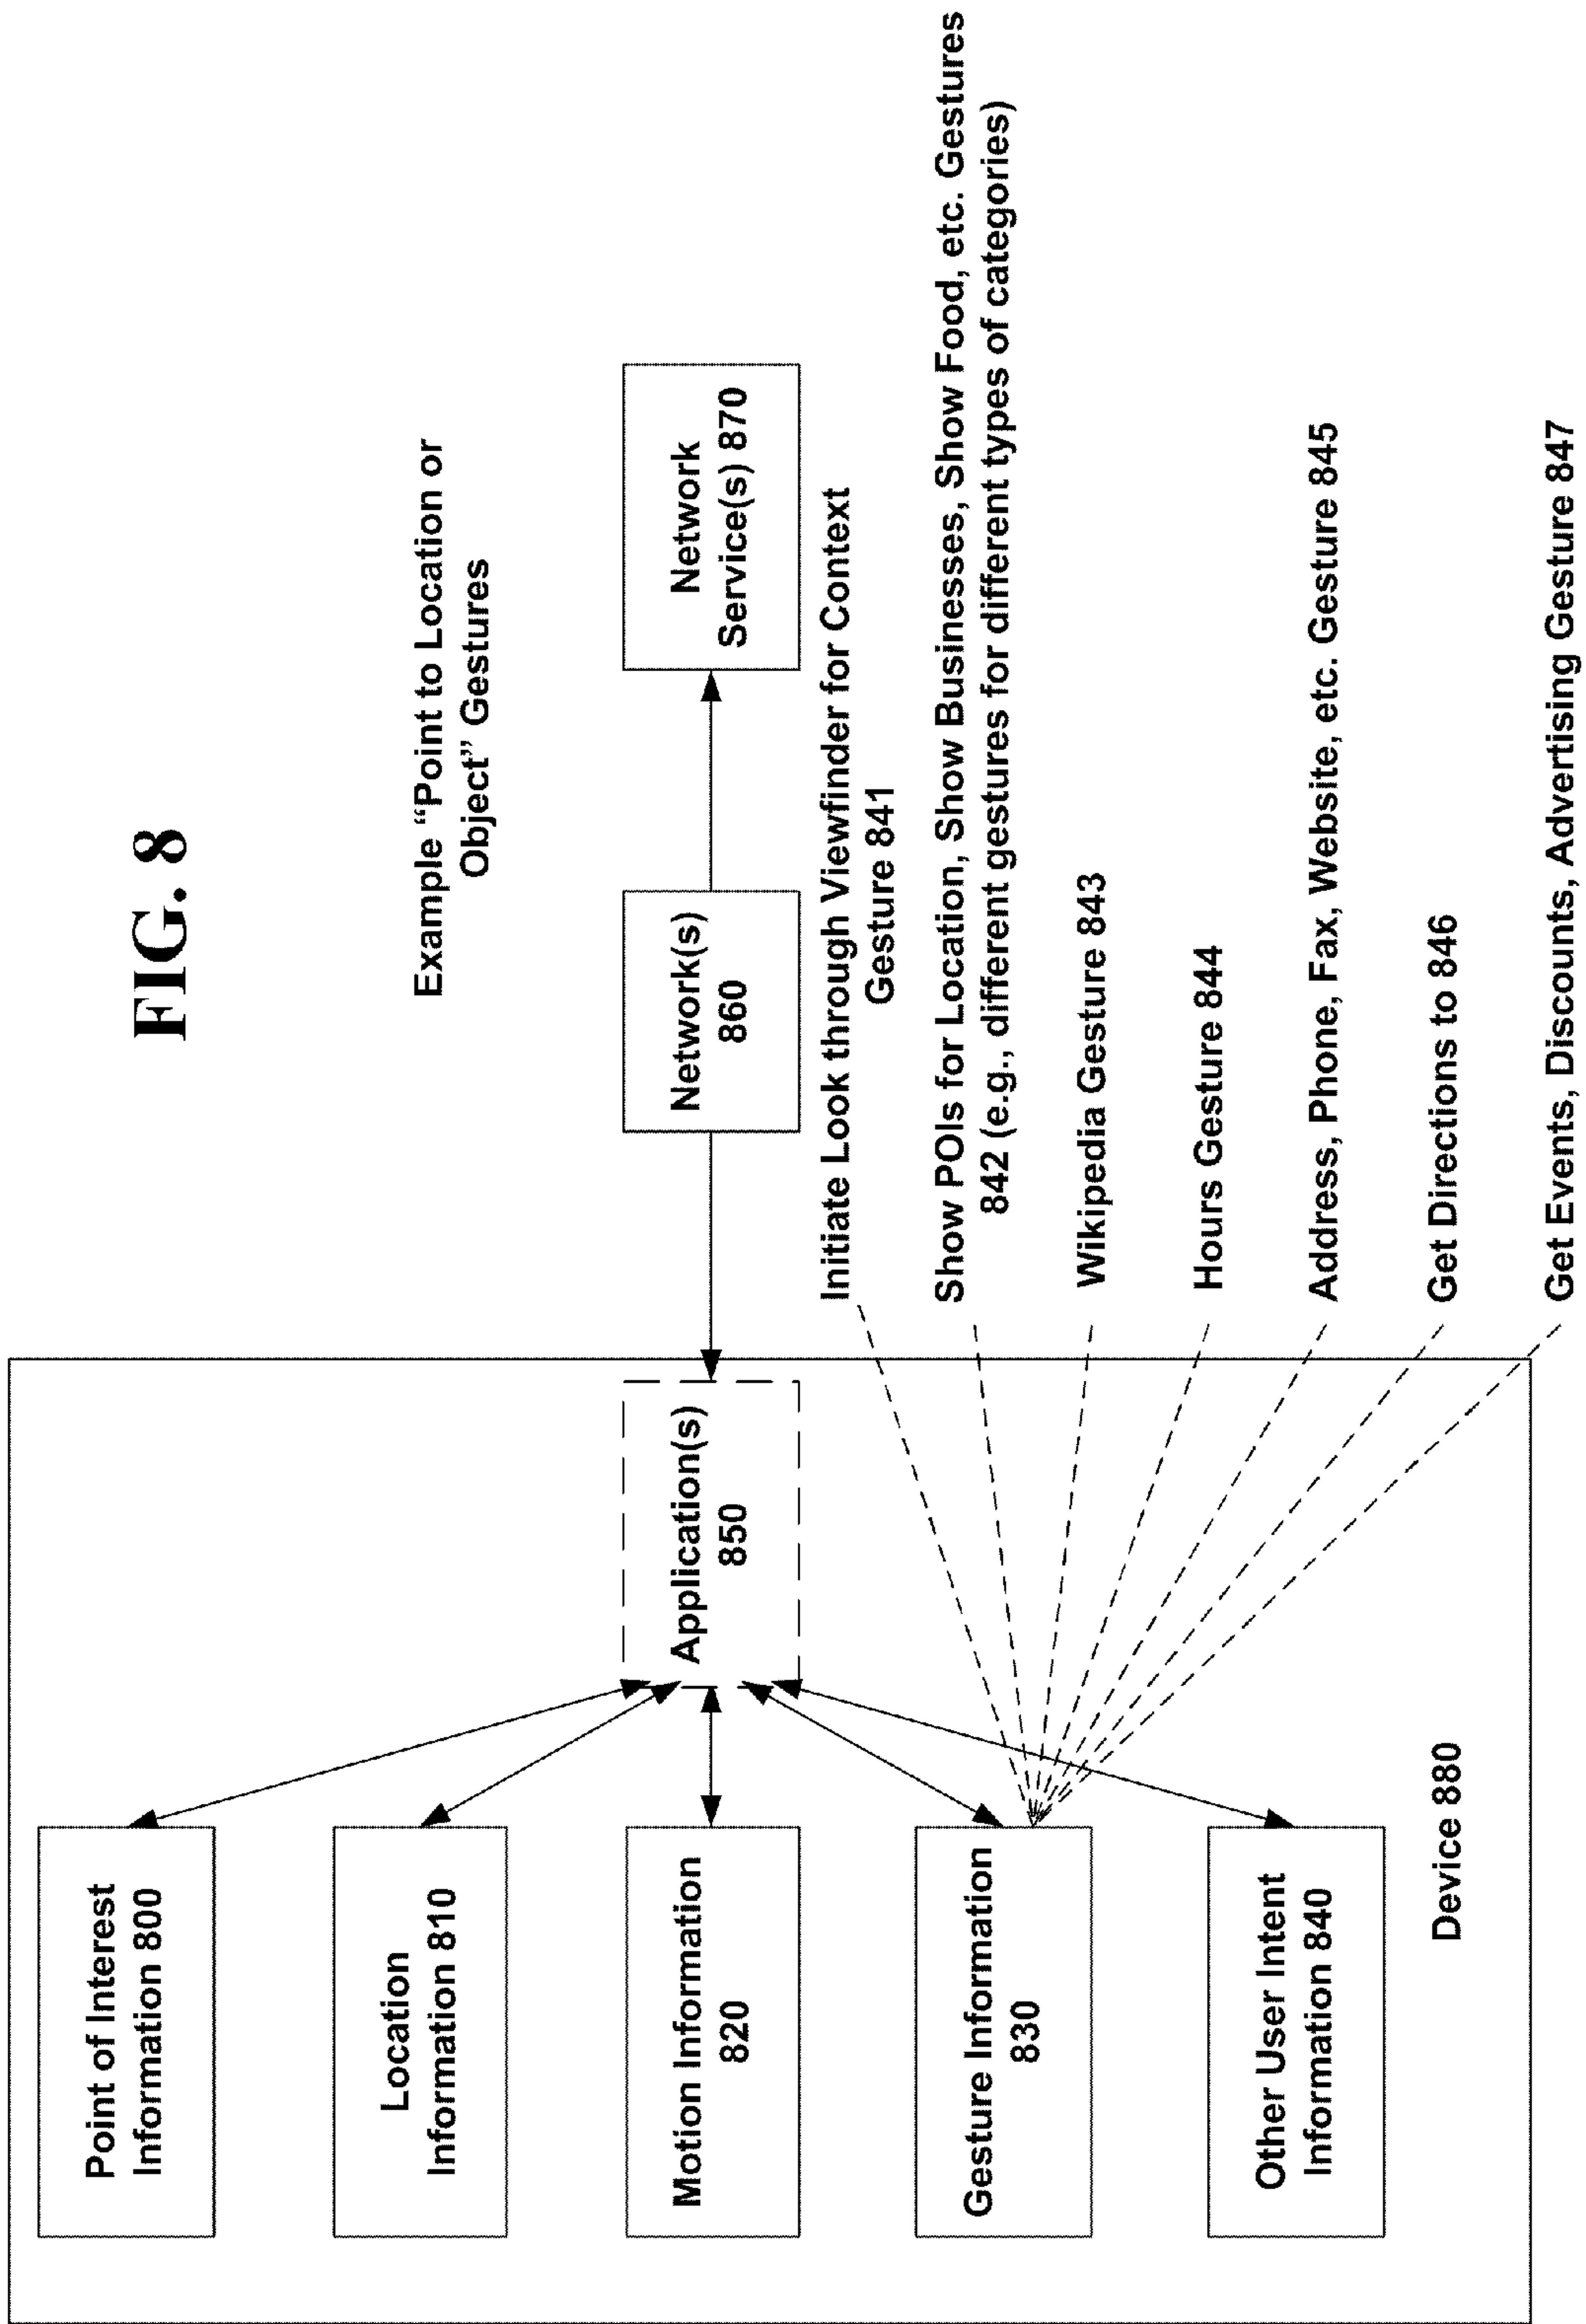 FIG. 8
Example “Point to Location or
Object” Gestures
Point of Interest
Information 800
Location
Information 810
Motion Information
820
Gesture Information
830
Other User Intent
Information 840
Device 880
Application(s)
850
Network(s)
860
Network
Service(s) 870
Initiate Look through Viewfinder for Context
Gesture 841
Show POIs for Location, Show Businesses, Show Food, etc. Gestures
842 (e.g., different gestures for different types of categories)
Wikipedia Gesture 843
Hours Gesture 844
Address, Phone, Fax, Website, etc. Gesture 845
Get Directions to 846
Get Events, Discounts, Advertising Gesture 847